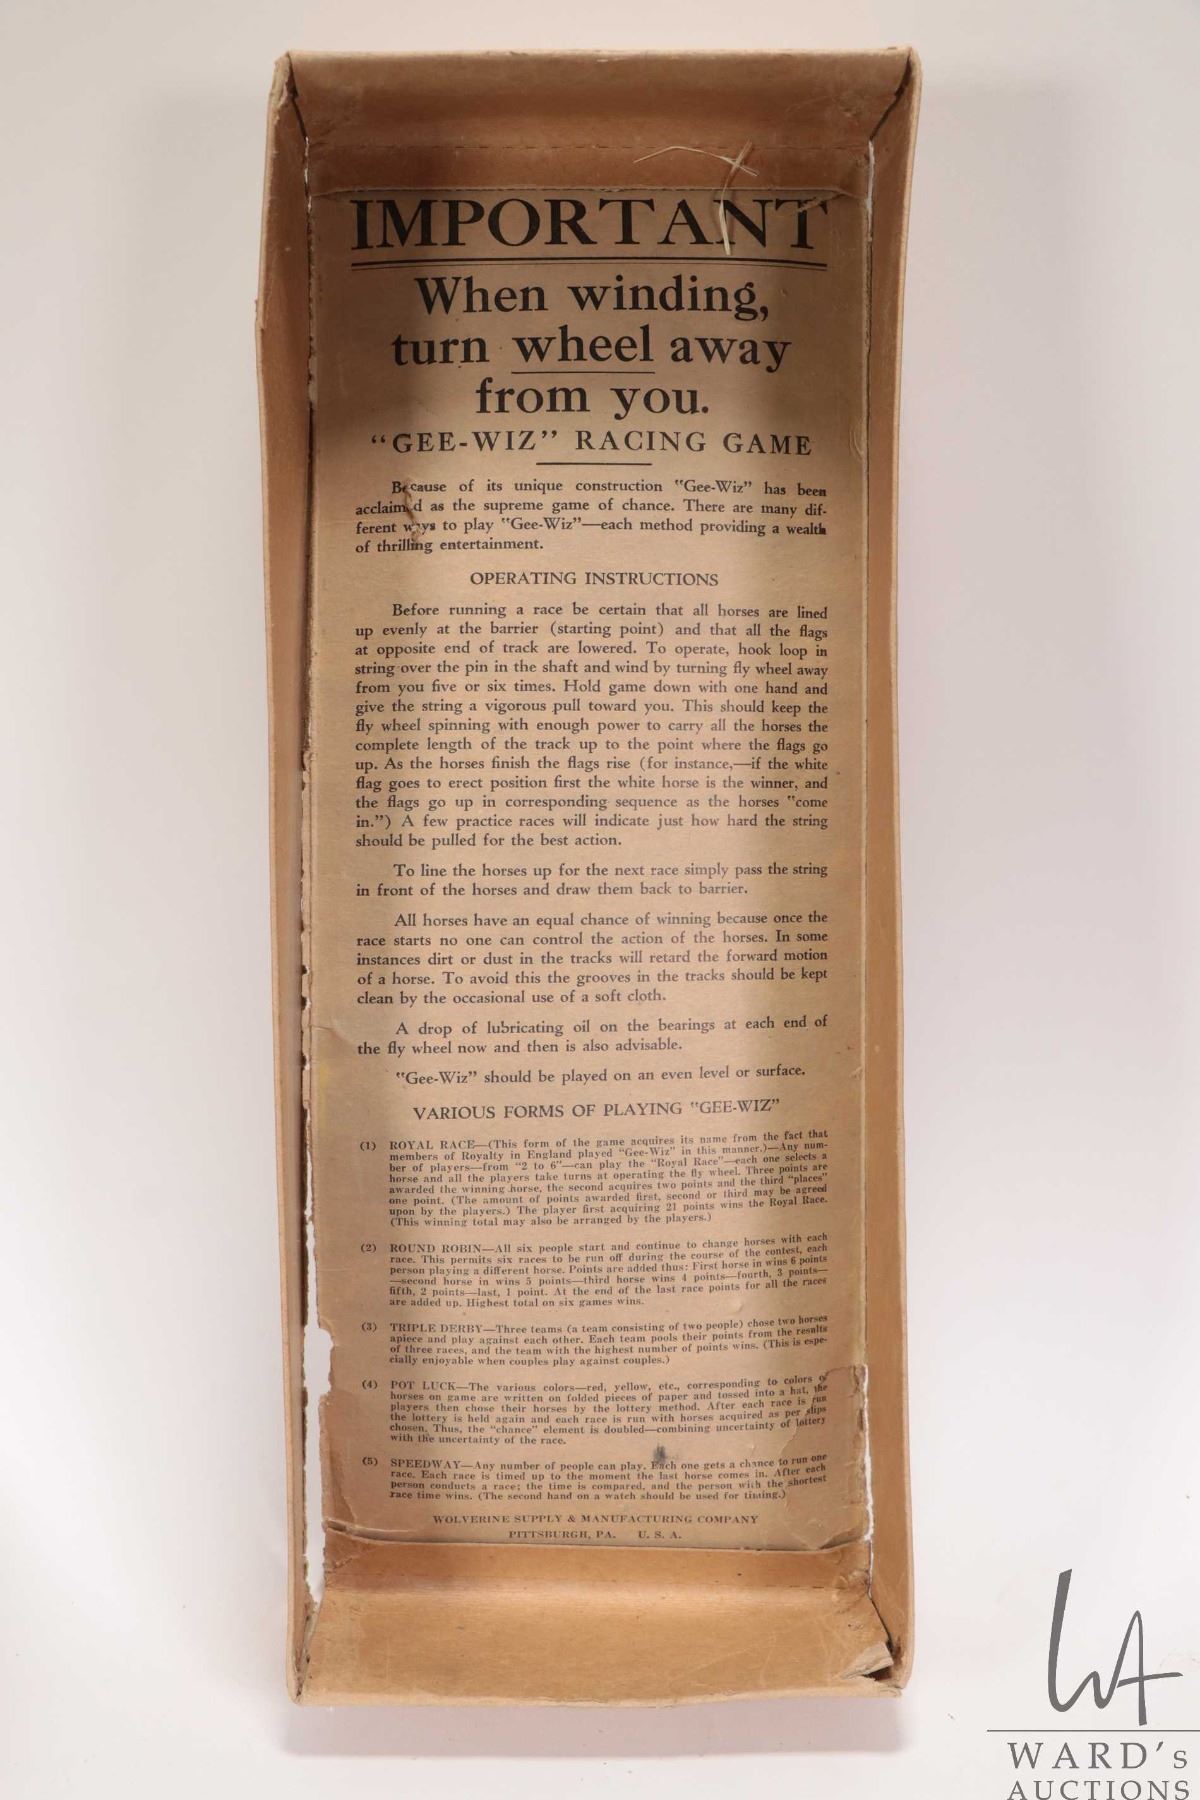 IMPORTANT
When winding,
turn wheel away
from you.
"GEE-WIZ" RACING GAME
Because of its unique construction "Gee-Wiz" has been
acclaimed as the supreme game of chance. There are many dif-
ferent ways to play "Gee-Wiz"—each method providing a wealth
of thrilling entertainment.
OPERATING INSTRUCTIONS
Before running a race be certain that all horses are lined
up evenly at the barrier (starting point) and that all the flags
at opposite end of track are lowered. To operate, hook loop in
string over the pin in the shaft and wind by turning fly wheel away
from you five or six times. Hold game down with one hand and
give the string a vigorous pull toward you. This should keep the
fly wheel spinning with enough power to carry all the horses the
complete length of the track up to the point where the flags go
up. As the horses finish the flags rise (for instance,—if the white
flag goes to erect position first the white horse is the winner, and
the flags go up in corresponding sequence as the horses "come
in.") A few practice races will indicate just how hard the string
should be pulled for the best action.
To line the horses up for the next race simply pass the string
in front of the horses and draw them back to barrier.
All horses have an equal chance of winning because once the
race starts no one can control the action of the horses. In some
instances dirt or dust in the tracks will retard the forward motion
of a horse. To avoid this the grooves in the tracks should be kept
clean by the occasional use of a soft cloth.
A drop of lubricating oil on the bearings at each end of
the fly wheel now and then is also advisable.
"Gee-Wiz" should be played on an even level or surface.
VARIOUS FORMS OF PLAYING "GEE-WIZ"
(1) ROYAL RACE—(This form of the game acquires its name from the fact that
members of Royalty in England played "Gee-Wiz" in this manner.)—Any num-
ber of players—from "2 to 6"—can play the "Royal Race"—each one selects a
horse and all the players take turns at operating the fly wheel. Three points are
awarded the winning horse, the second acquires two points and the third "places"
one point. (The amount of points awarded first, second or third may be agreed
upon by the players.) The player first acquiring 21 points wins the Royal Race.
(This winning total may also be arranged by the players.)
(2) ROUND ROBIN—All six people start and continue to change horses with each
race. This permits six races to be run off during the course of the contest, each
person playing a different horse. Points are added thus: First horse in wins 6 points
—second horse in wins 5 points—third horse wins 4 points—fourth, 3 points—
fifth, 2 points—last, 1 point. At the end of the last race points for all the races
are added up. Highest total on six games wins.
(3) TRIPLE DERBY—Three teams (a team consisting of two people) chose two horses
apiece and play against each other. Each team pools their points from the results
of three races, and the team with the highest number of points wins. (This is espe-
cially enjoyable when couples play against couples.)
(4) POT LUCK—The various colors—red, yellow, etc., corresponding to colors of
horses on game are written on folded pieces of paper and tossed into a hat, the
players then chose their horses by the lottery method. After each race is run
the lottery is held again and each race is run with horses acquired as per slips
chosen. Thus, the "chance" element is doubled—combining uncertainty of lottery
with the uncertainty of the race.
(5) SPEEDWAY—Any number of people can play. Each one gets a chance to run one
race. Each race is timed up to the moment the last horse comes in. After each
person conducts a race; the time is compared, and the person with the shortest
race time wins. (The second hand on a watch should be used for timing.)
WOLVERINE SUPPLY & MANUFACTURING COMPANY
PITTSBURGH, PA. U. S. A.
WA
WARD's
AUCTIONS